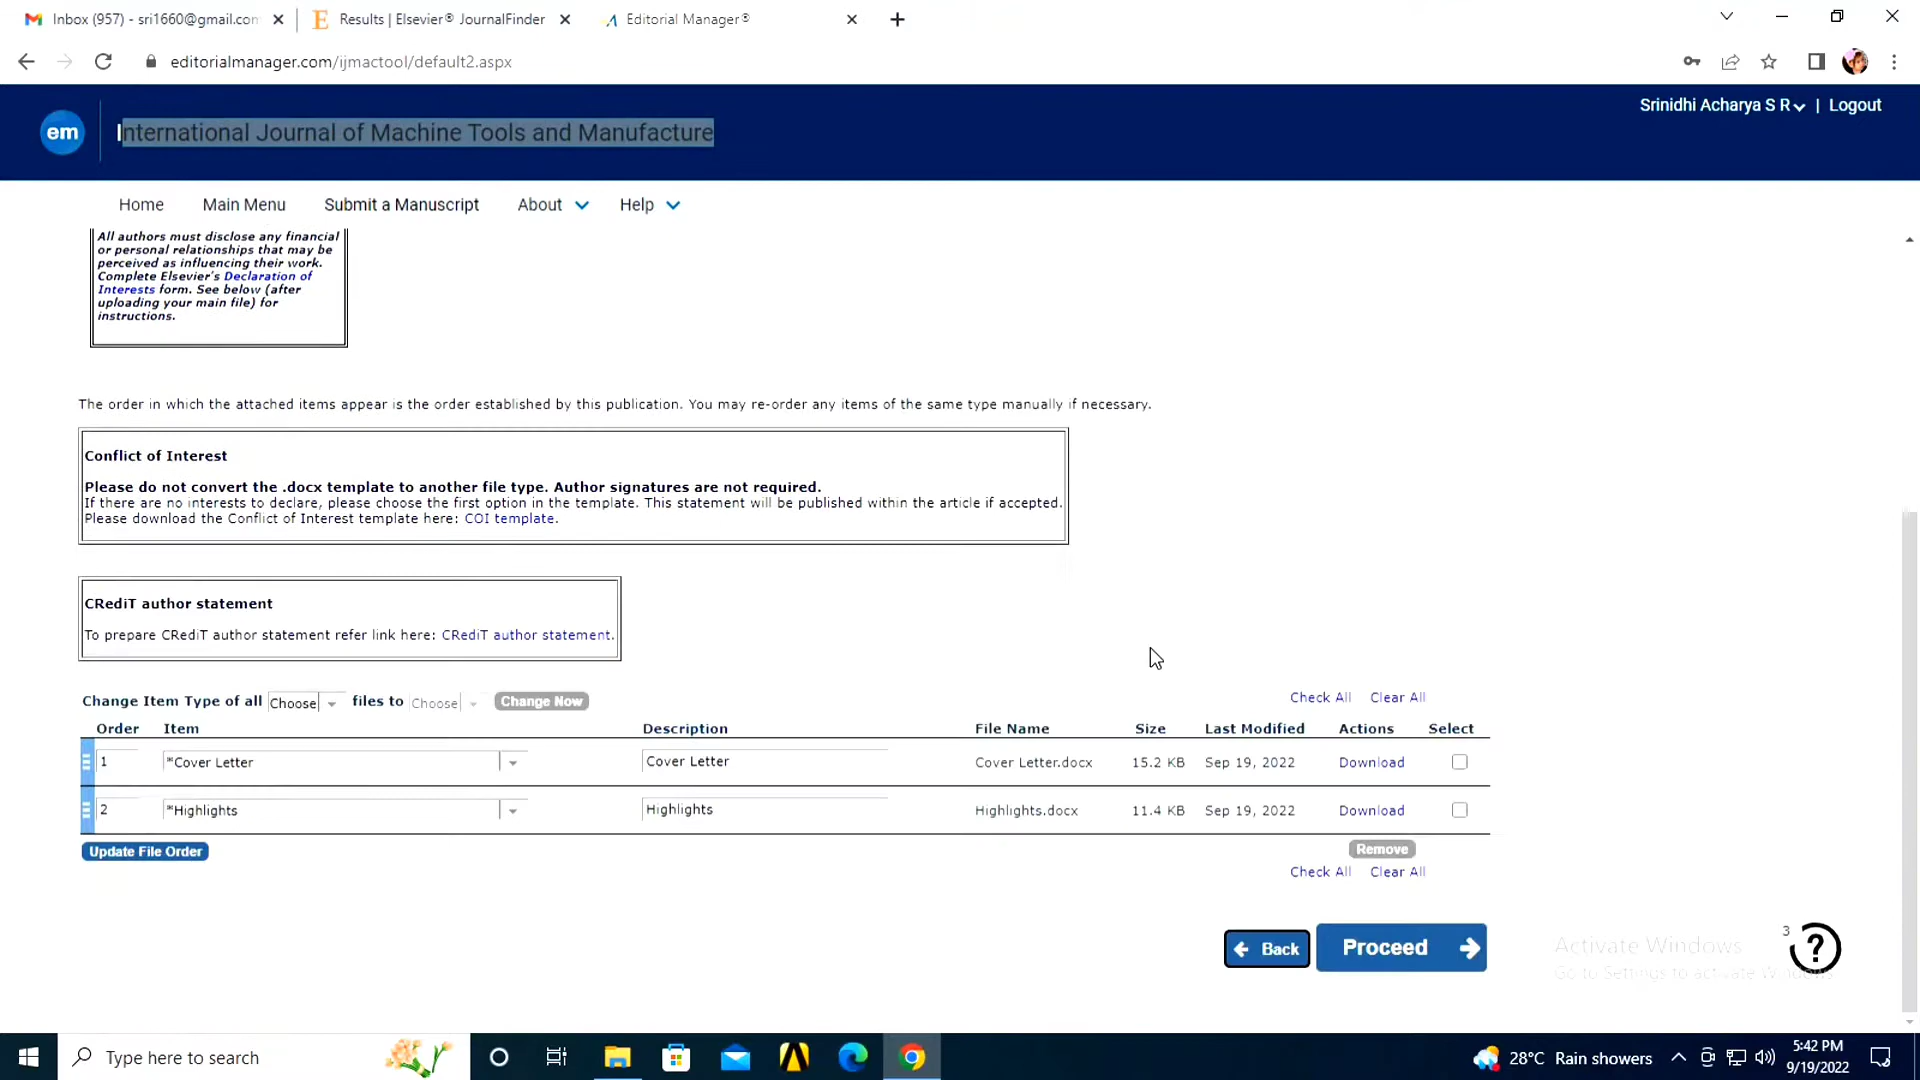 Inbox (957) - sri1660@gmail.con
Results | Elsevier® JournalFinder
Editorial Manager®
editorialmanager.com/ijmactool/default2.aspx
em
International Journal of Machine Tools and Manufacture
Srinidhi Acharya S R | Logout
Home Main Menu Submit a Manuscript About Help
All authors must disclose any financial
or personal relationships that may be
perceived as influencing their work.
Complete Elsevier's Declaration of
Interests form. See below (after
uploading your main file) for
instructions.
The order in which the attached items appear is the order established by this publication. You may re-order any items of the same type manually if necessary.
Conflict of Interest
Please do not convert the .docx template to another file type. Author signatures are not required.
If there are no interests to declare, please choose the first option in the template. This statement will be published within the article if accepted.
Please download the Conflict of Interest template here: COI template.
CRediT author statement
To prepare CRediT author statement refer link here: CRediT author statement.
Change Item Type of all Choose files to Choose Change Now
Check All Clear All
Order Item Description File Name Size Last Modified Actions Select
1 *Cover Letter Cover Letter Cover Letter.docx 15.2 KB Sep 19, 2022 Download
2 *Highlights Highlights Highlights.docx 11.4 KB Sep 19, 2022 Download
Update File Order
Remove
Check All Clear All
Back Proceed
3 ?
Activate Windows
Go to Settings to activate Windows
Type here to search
28°C Rain showers
5:42 PM
9/19/2022